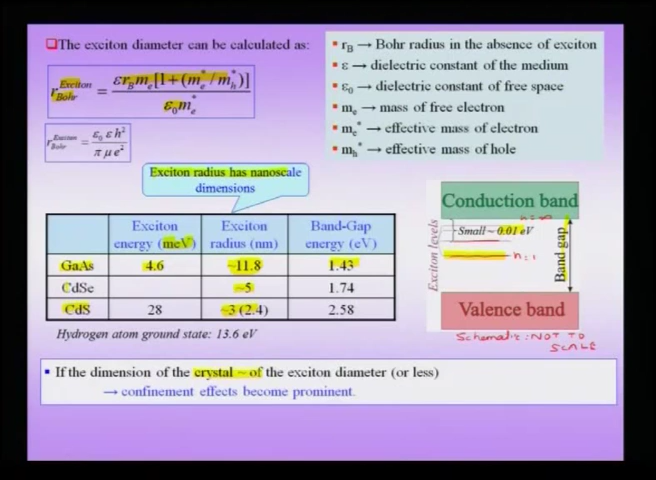 The exciton diameter can be calculated as:
r Exciton Bohr = εr_B m_e[1 + (m_e*/m_h*)] / ε₀m_e*
r Exciton Bohr = ε₀ ε h² / π μ e²
r_B → Bohr radius in the absence of exciton
ε → dielectric constant of the medium
ε₀ → dielectric constant of free space
m_e → mass of free electron
m_e* → effective mass of electron
m_h* → effective mass of hole
Exciton radius has nanoscale
dimensions
Exciton energy (meV) Exciton radius (nm) Band-Gap energy (eV)
GaAs 4.6 ~11.8 1.43
CdSe ~5 1.74
CdS 28 ~3 (2.4) 2.58
Hydrogen atom ground state: 13.6 eV
Conduction band
n=∞
Small ~ 0.01 eV
n=1
Exciton levels
Band gap
Valence band
Schematic: NOT TO
SCALE
If the dimension of the crystal ~ of the exciton diameter (or less)
→ confinement effects become prominent.